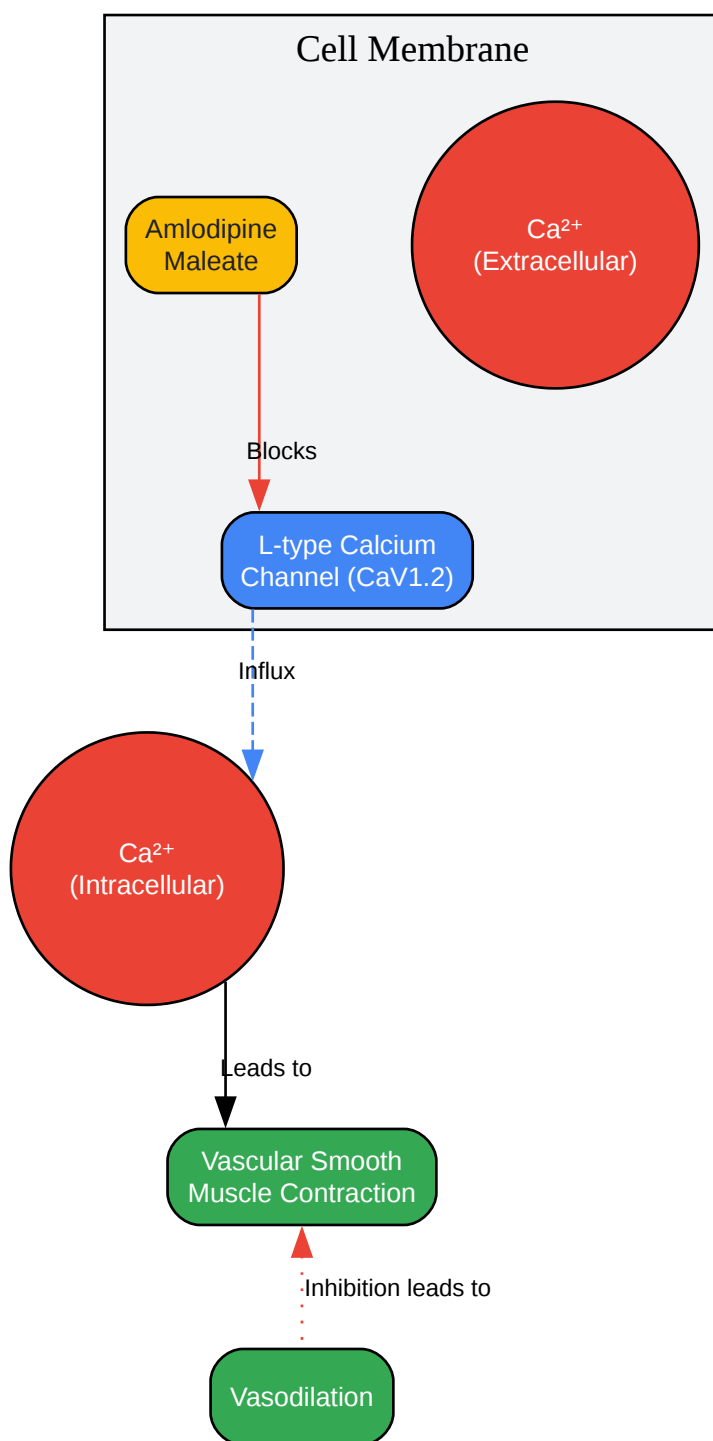 Cell Membrane
Amlodipine
Maleate
Ca²⁺
(Extracellular)
Blocks
L-type Calcium
Channel (CaV1.2)
Influx
Ca²⁺
(Intracellular)
Leads to
Vascular Smooth
Muscle Contraction
Inhibition leads to
Vasodilation